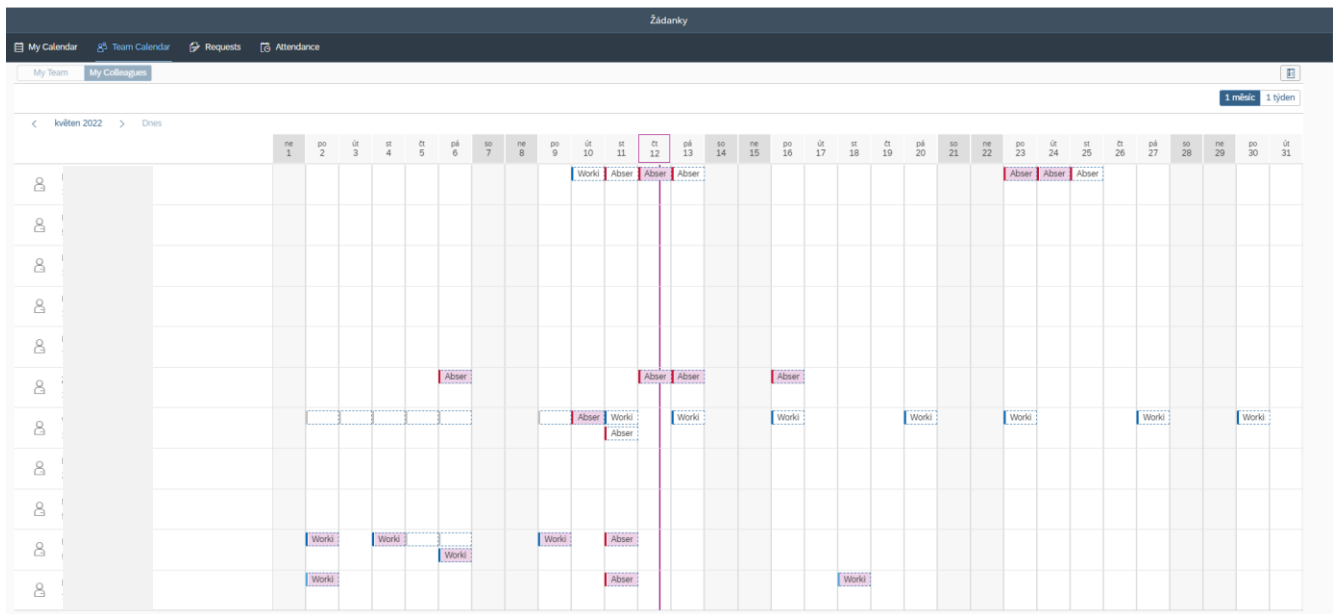 Žádanky
My Calendar Team Calendar Requests Attendance
My Team My Colleagues
1 měsíc 1 týden
květen 2022 Dnes
ne po út st čt pá so ne po út st čt pá so ne po út st čt pá so ne po út st čt pá so ne po út
1 2 3 4 5 6 7 8 9 10 11 12 13 14 15 16 17 18 19 20 21 22 23 24 25 26 27 28 29 30 31
Worki Abser Abser Abser Abser Abser Abser
Abser Abser Abser Abser
Abser Worki Worki Worki Worki Worki Worki Worki
Abser
Worki Worki Worki Abser
Worki
Worki Abser Worki